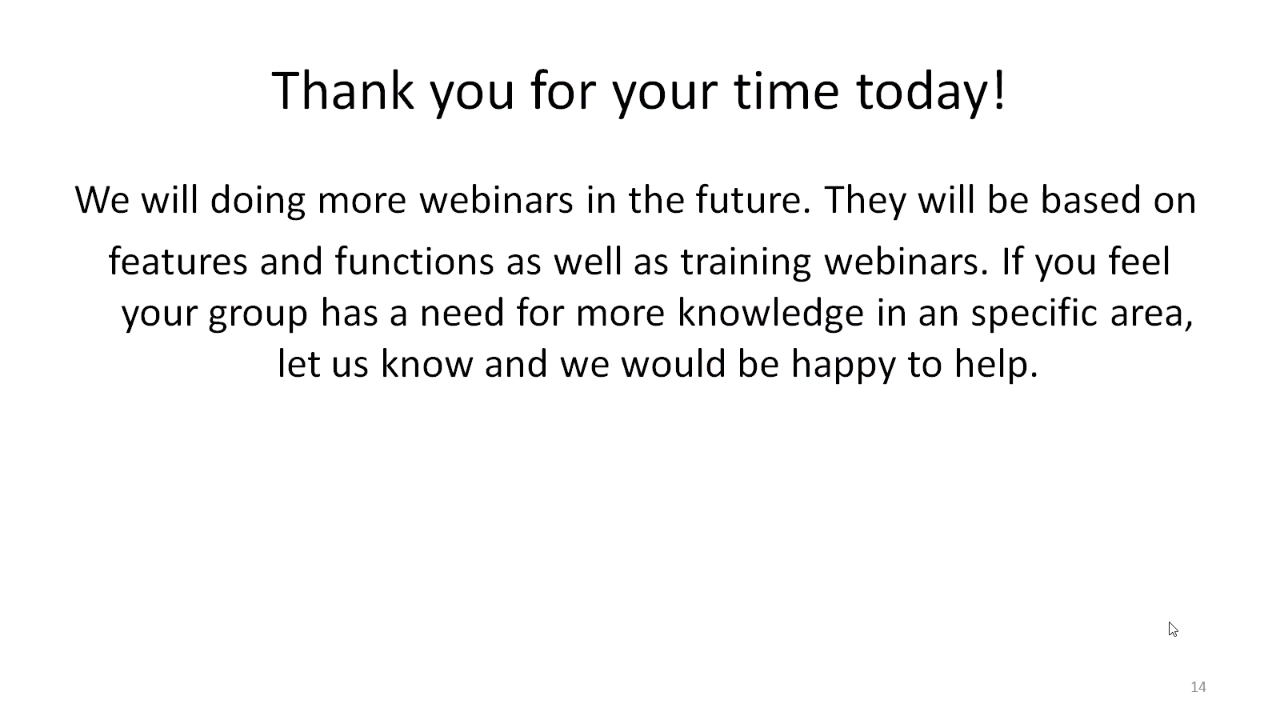 Thank you for your time today!
We will doing more webinars in the future. They will be based on
features and functions as well as training webinars. If you feel
your group has a need for more knowledge in an specific area,
let us know and we would be happy to help.
14